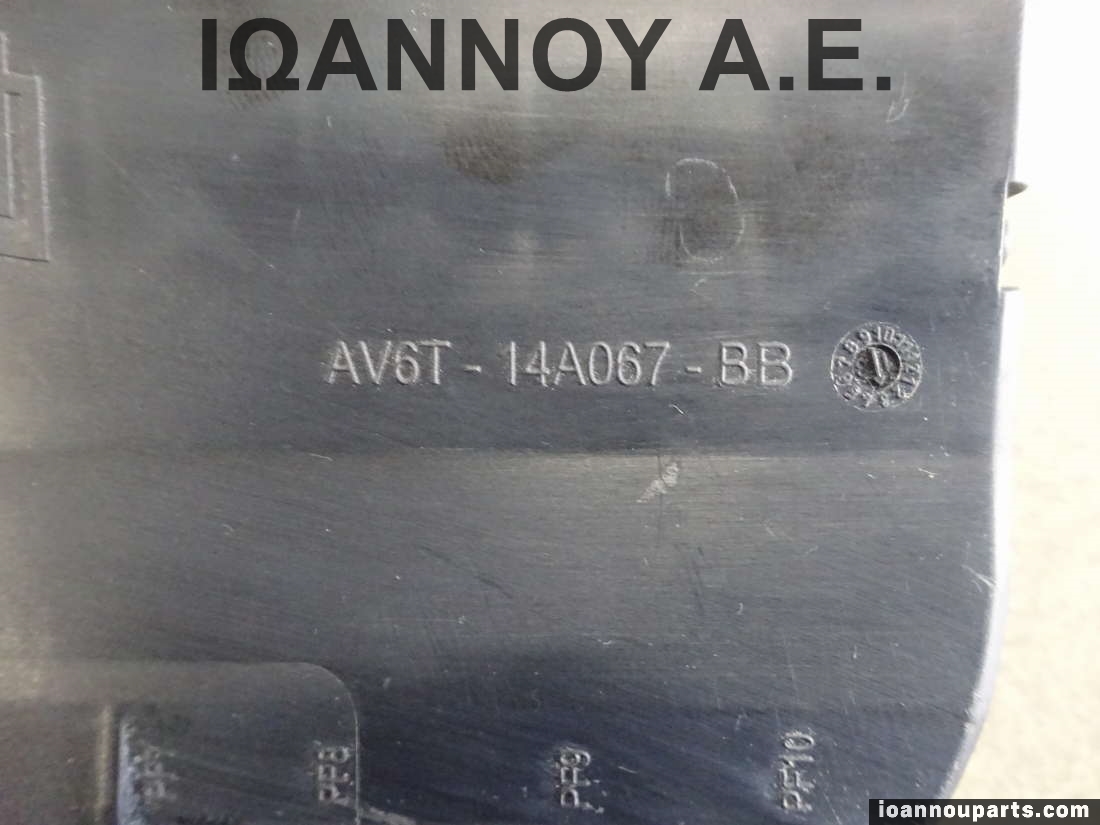 ΙΩΑΝΝΟΥ Α.Ε.
AV6T - 14A067 - BB
PF8
PF9
PF10
ioannouparts.com